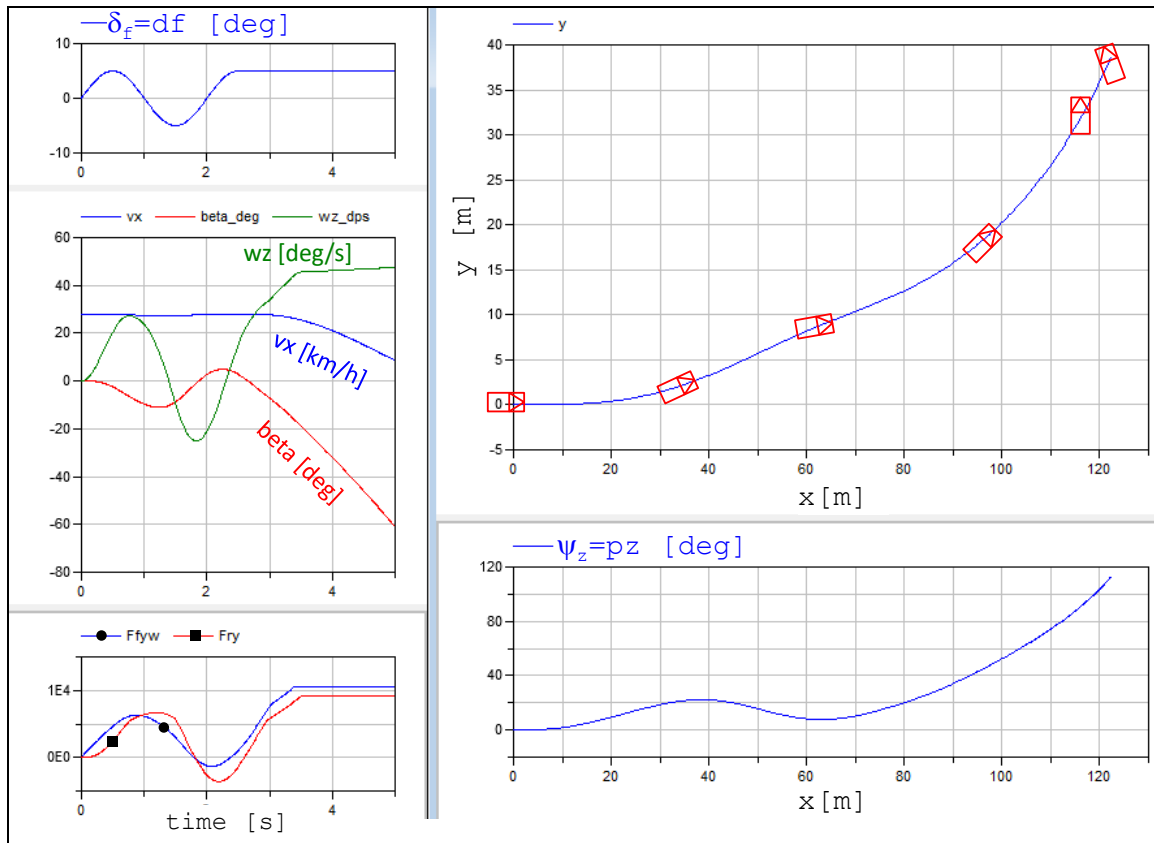 δf=df [deg]
10
0
-10
0 2 4
vx beta_deg wz_dps
60
40
20
0
-20
-40
-60
-80
wz [deg/s]
vx [km/h]
beta [deg]
0 2 4
Ffyw Fry
1E4
0E0
0 2 4
time [s]
y
40
35
30
25
20
15
10
5
0
-5
y [m]
0 20 40 60 80 100 120
x[m]
ψz=pz [deg]
120
80
40
0
0 20 40 60 80 100 120
x[m]